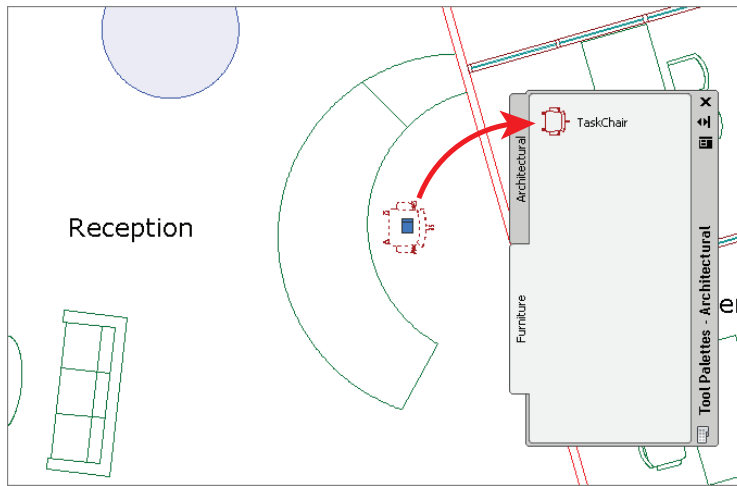 Reception
TaskChair
Architectural
Furniture
Tool Palettes - Architectural